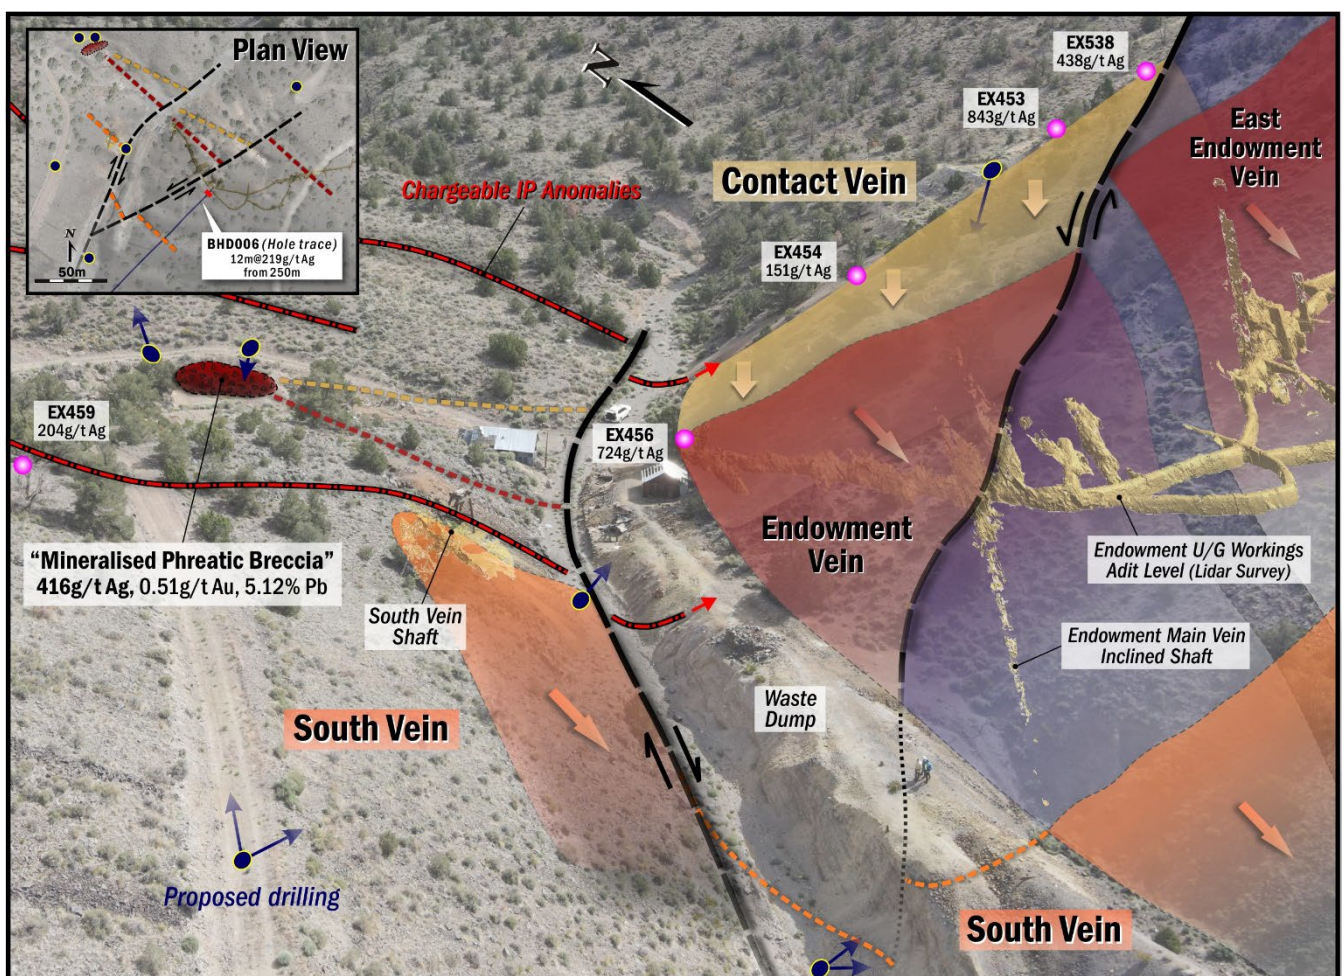 Plan View
N
50m
BHD006 (Hole trace)
12m@219g/t Ag
from 250m
N
EX538
438g/t Ag
EX453
843g/t Ag
East
Endowment
Vein
Contact Vein
Chargeable IP Anomalies
EX454
151g/t Ag
EX459
204g/t Ag
EX456
724g/t Ag
Endowment
Vein
Endowment U/G Workings
Adit Level (Lidar Survey)
“Mineralised Phreatic Breccia”
416g/t Ag, 0.51g/t Au, 5.12% Pb
South Vein
Shaft
Endowment Main Vein
Inclined Shaft
Waste
Dump
South Vein
Proposed drilling
South Vein